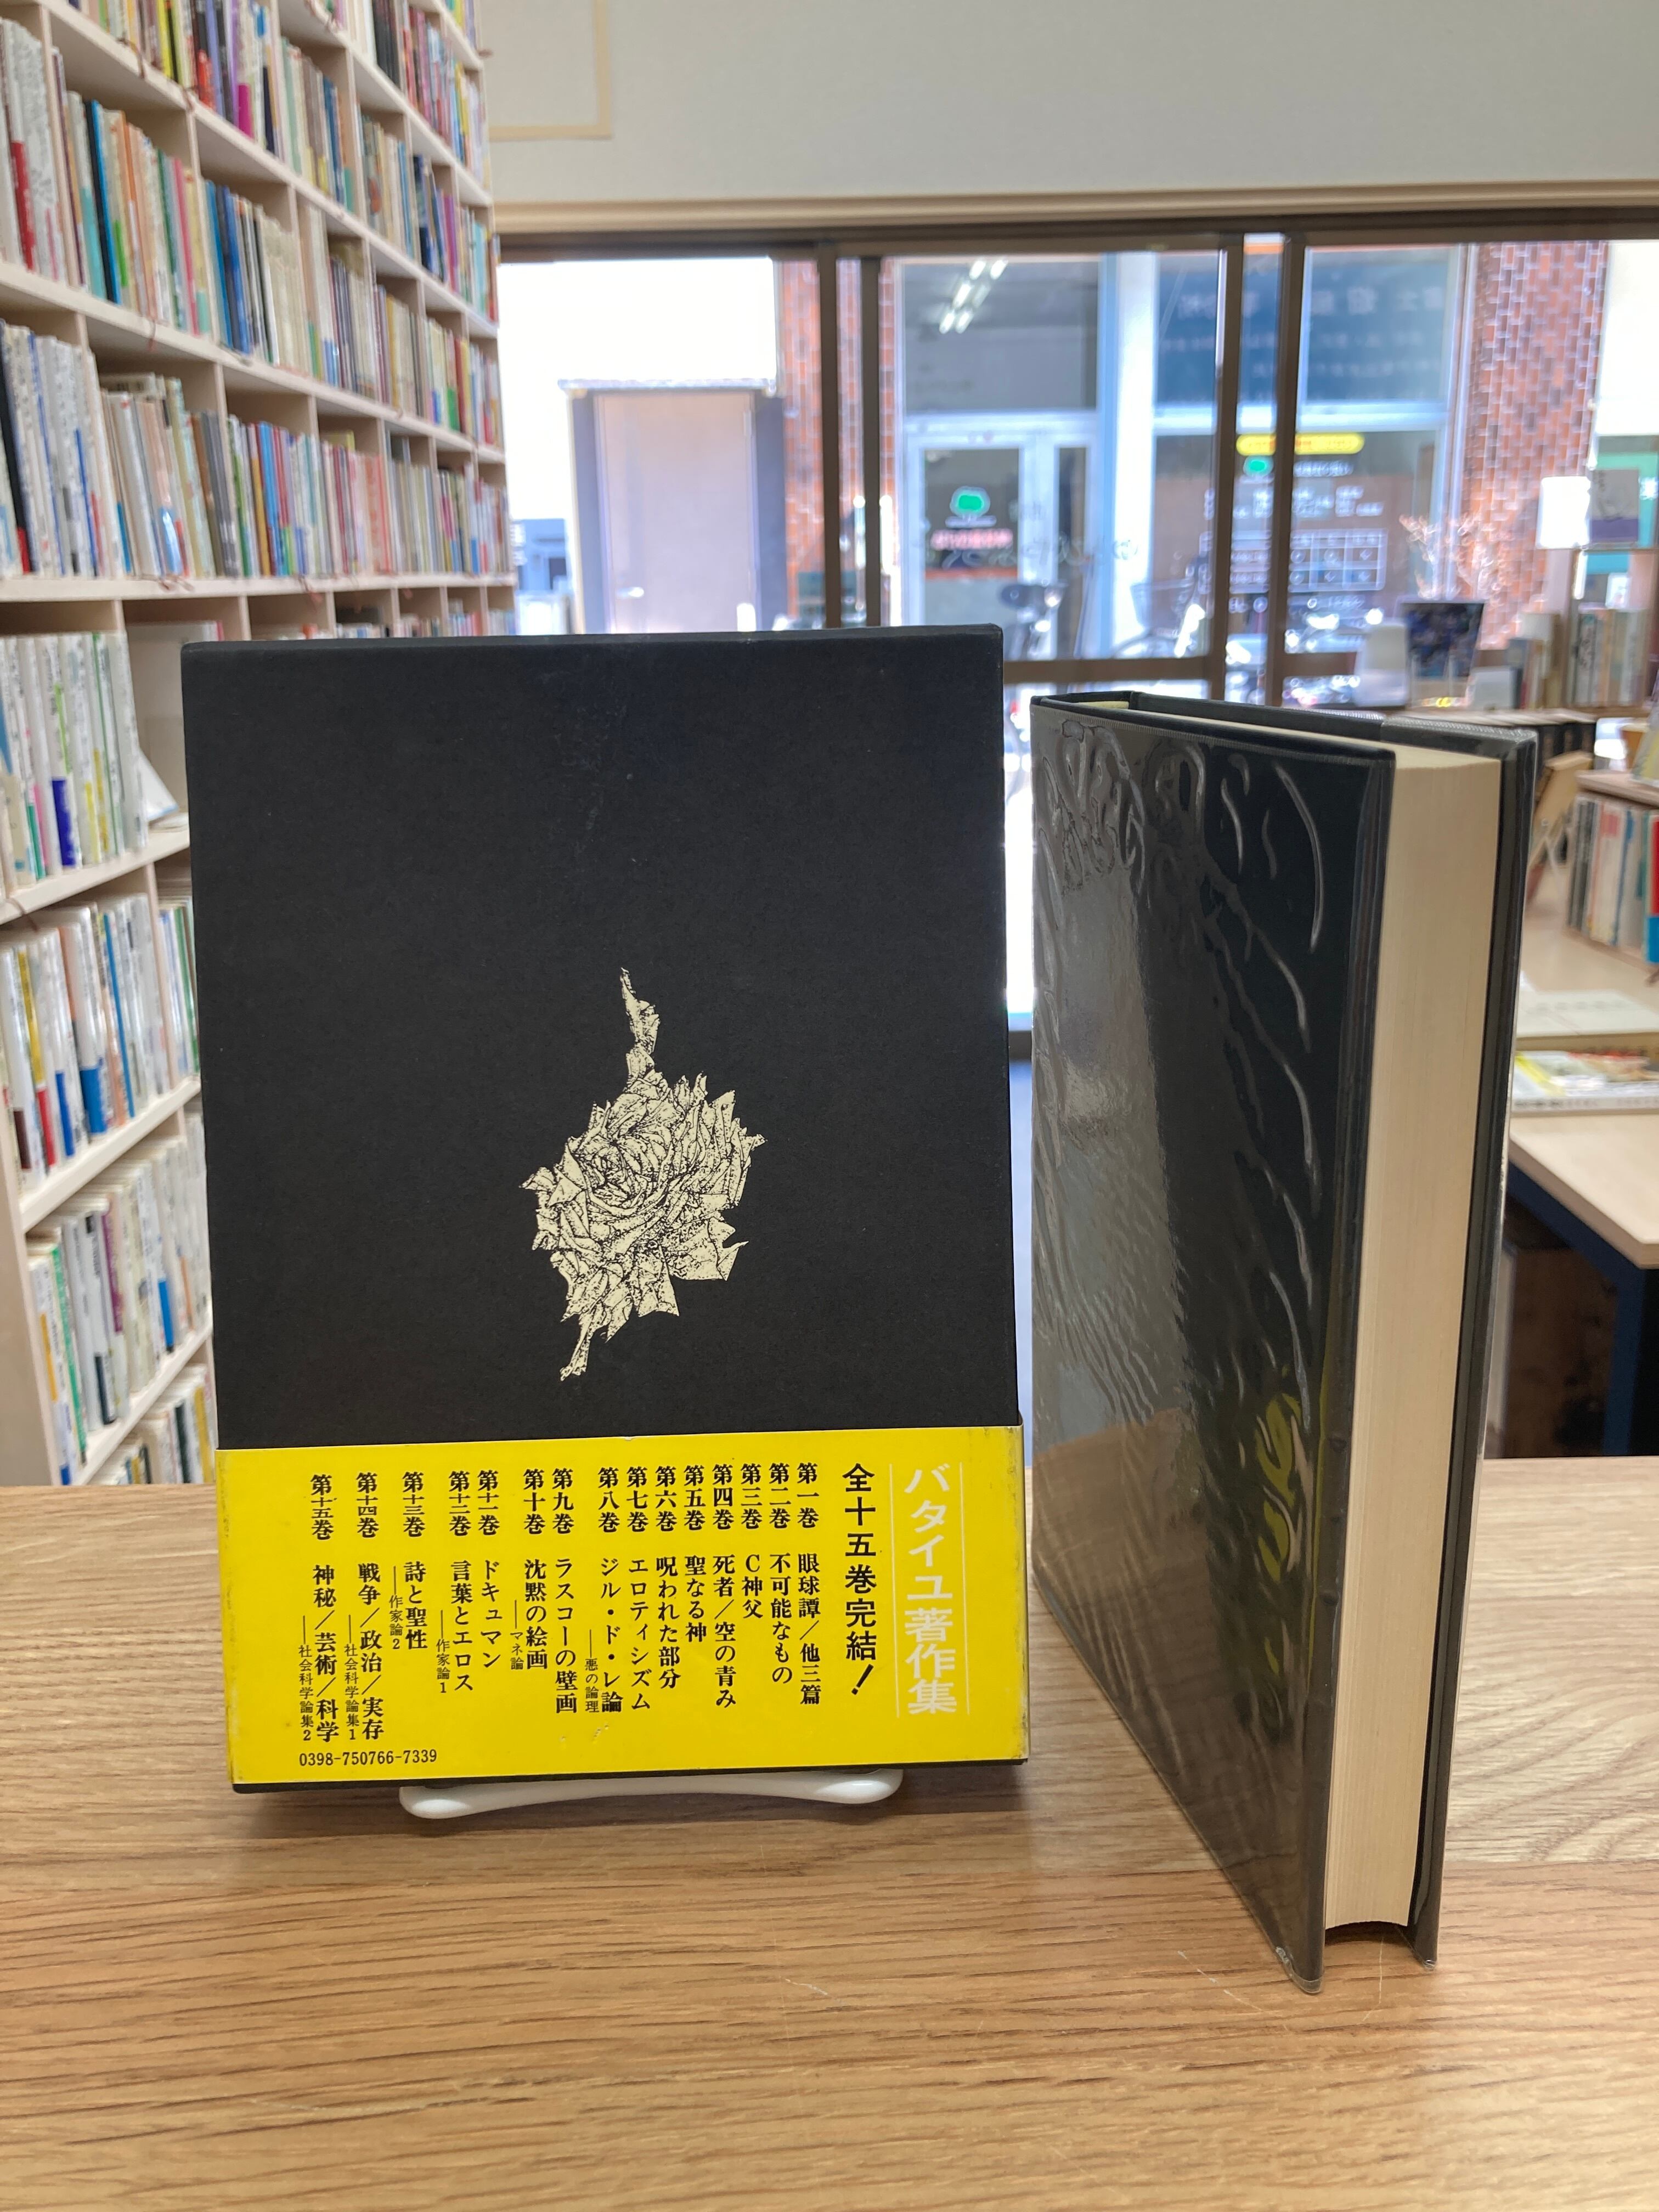 バタイユ著作集
全十五巻完結！
第一巻 眼球譚／他三篇
第二巻 不可能なもの
第三巻 C神父
第四巻 死者／空の青み
第五巻 聖なる神
第六巻 呪われた部分
第七巻 エロティシズム
第八巻 ジル・ド・レ論
──悪の論理
第九巻 ラスコーの壁画
第十巻 沈黙の絵画
──マネ論
第十一巻 ドキュマン
第十二巻 言葉とエロス
──作家論1
第十三巻 詩と聖性
──作家論2
第十四巻 戦争／政治／実存
──社会科学論集1
第十五巻 神秘／芸術／科学
──社会科学論集2
0398-750766-7339